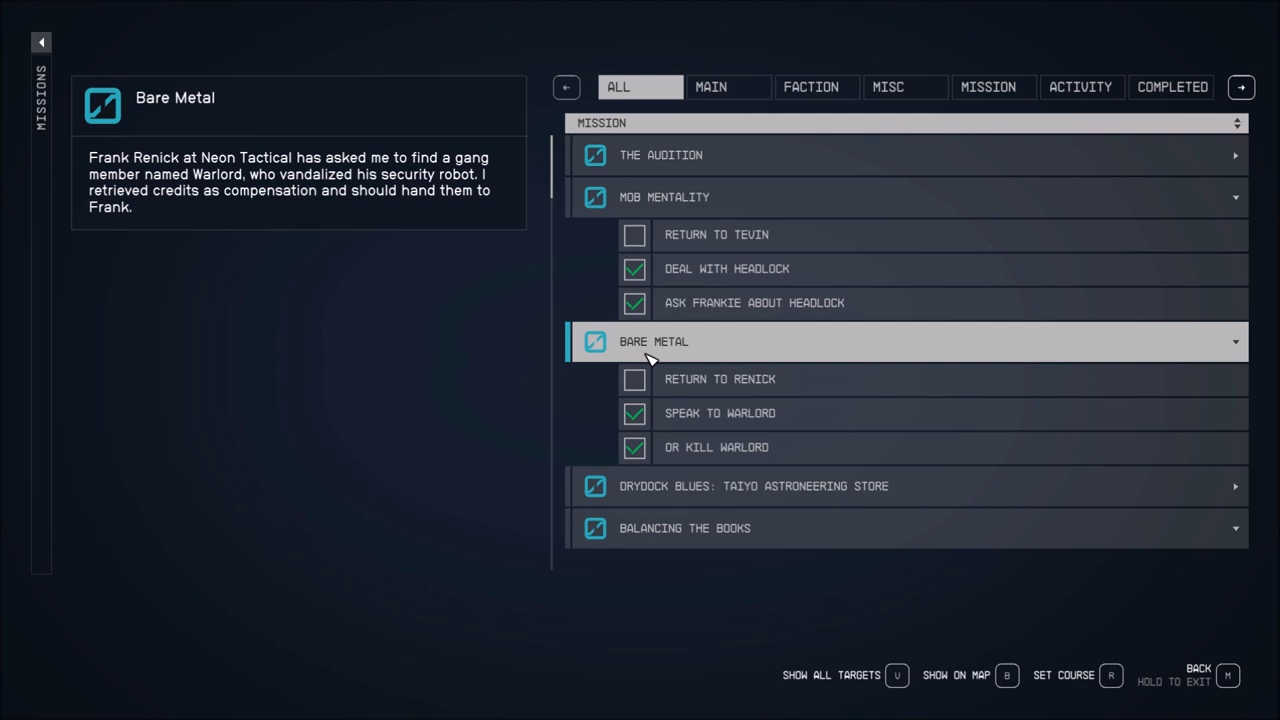 MISSIONS
Bare Metal
Frank Renick at Neon Tactical has asked me to find a gang
member named Warlord, who vandalized his security robot. I
retrieved credits as compensation and should hand them to
Frank.
ALL MAIN FACTION MISC MISSION ACTIVITY COMPLETED
MISSION
THE AUDITION
MOB MENTALITY
RETURN TO TEVIN
DEAL WITH HEADLOCK
ASK FRANKIE ABOUT HEADLOCK
BARE METAL
RETURN TO RENICK
SPEAK TO WARLORD
OR KILL WARLORD
DRYDOCK BLUES: TAIYO ASTRONEERING STORE
BALANCING THE BOOKS
SHOW ALL TARGETS V SHOW ON MAP B SET COURSE R BACK M
HOLD TO EXIT